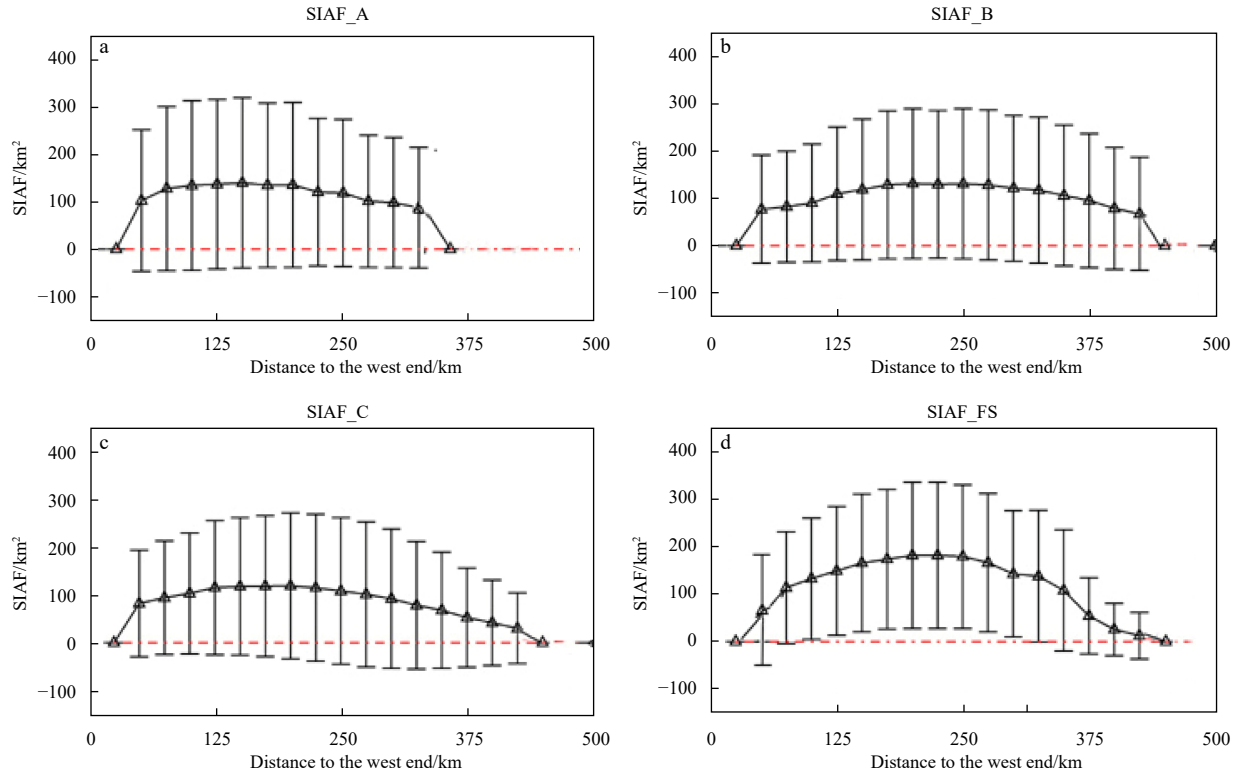 SIAF_A
a
400
300
200
100
0
−100
SIAF/km²
0 125 250 375 500
Distance to the west end/km
SIAF_B
b
400
300
200
100
0
−100
SIAF/km²
0 125 250 375 500
Distance to the west end/km
SIAF_C
c
400
300
200
100
0
−100
SIAF/km²
0 125 250 375 500
Distance to the west end/km
SIAF_FS
d
400
300
200
100
0
−100
SIAF/km²
0 125 250 375 500
Distance to the west end/km